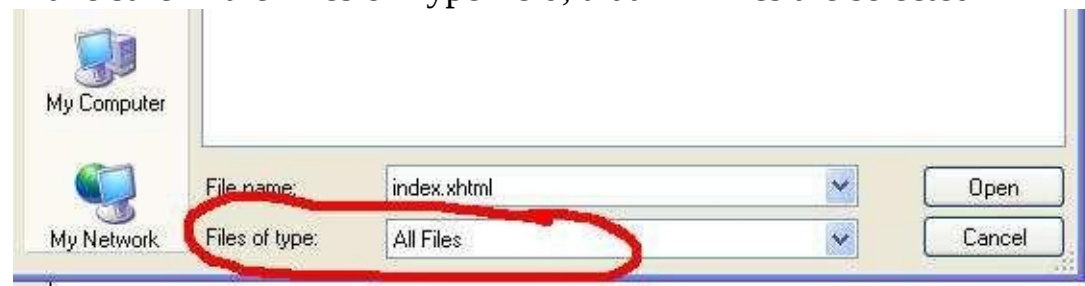 My Computer
File name: index.xhtml Open
My Network Files of type: All Files Cancel